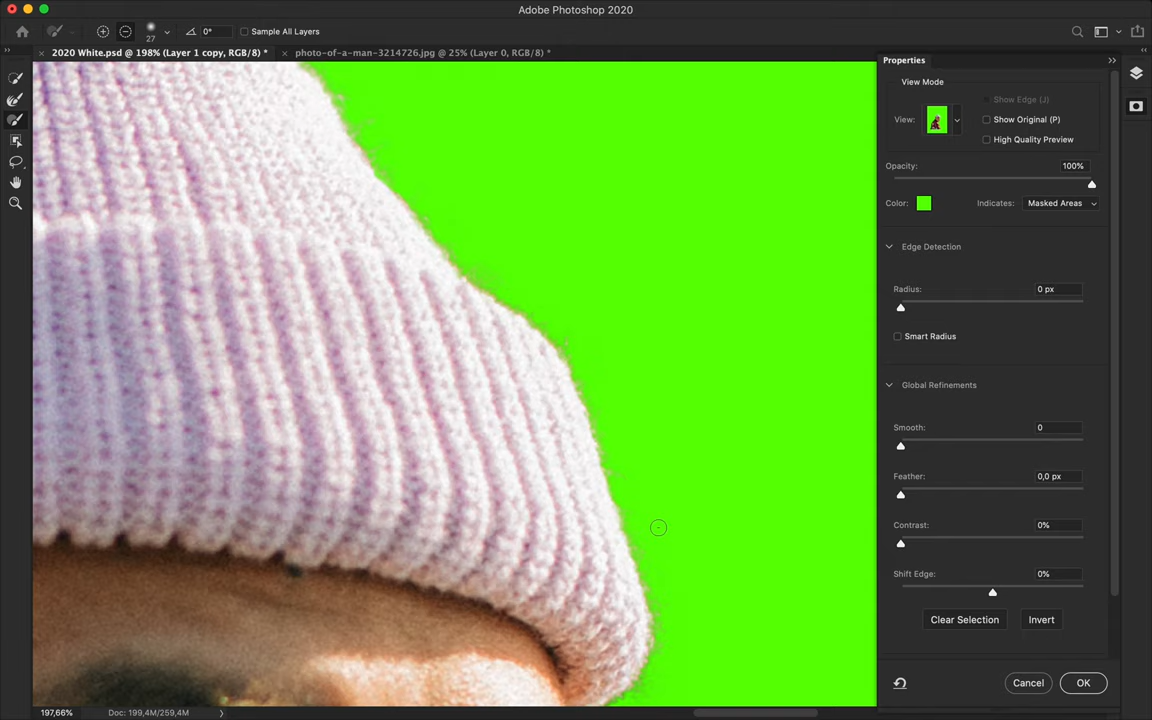 Adobe Photoshop 2020
27
0°
Sample All Layers
2020 White.psd @ 198% (Layer 1 copy, RGB/8) *
photo-of-a-man-3214726.jpg @ 25% (Layer 0, RGB/8) *
Properties
View Mode
Show Edge (J)
View:
Show Original (P)
High Quality Preview
Opacity:
100%
Color:
Indicates:
Masked Areas
Edge Detection
Radius:
0 px
Smart Radius
Global Refinements
Smooth:
0
Feather:
0,0 px
Contrast:
0%
Shift Edge:
0%
Clear Selection
Invert
Cancel
OK
197,66%
Doc: 199,4M/259,4M